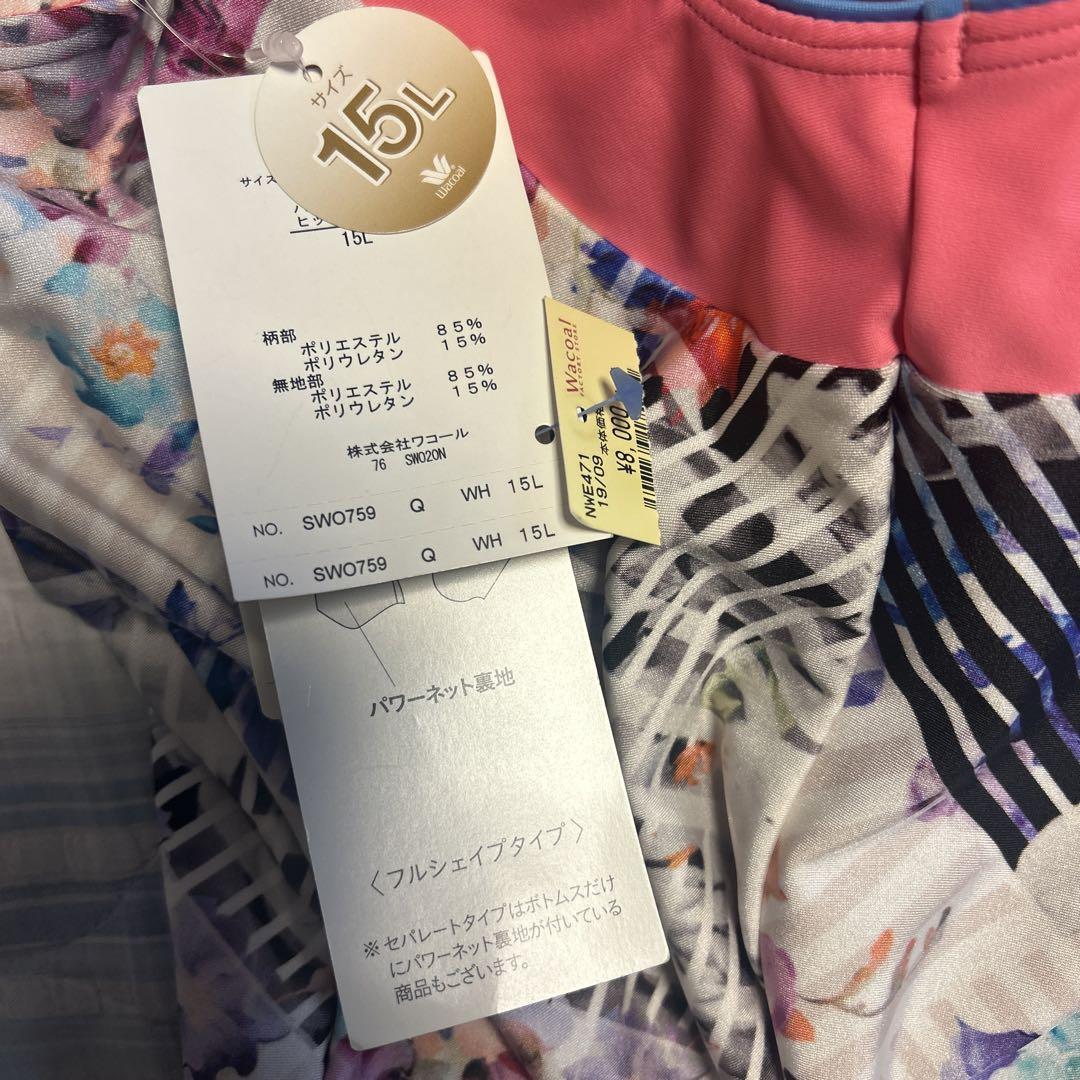 サイズ
15L
Wacoal
サイズ
ヒッ
15L
柄部
ポリエステル 85%
ポリウレタン 15%
無地部
ポリエステル 85%
ポリウレタン 15%
株式会社ワコール
76 SWO20N
NO. SWO759 Q WH 15L
NO. SWO759 Q WH 15L
Wacoal
FACTORY STORE
¥8,000
本体価格
19/09
NWE471
パワーネット裏地
〈フルシェイプタイプ〉
※セパレートタイプはボトムスだけ
にパワーネット裏地が付いている
商品もございます。